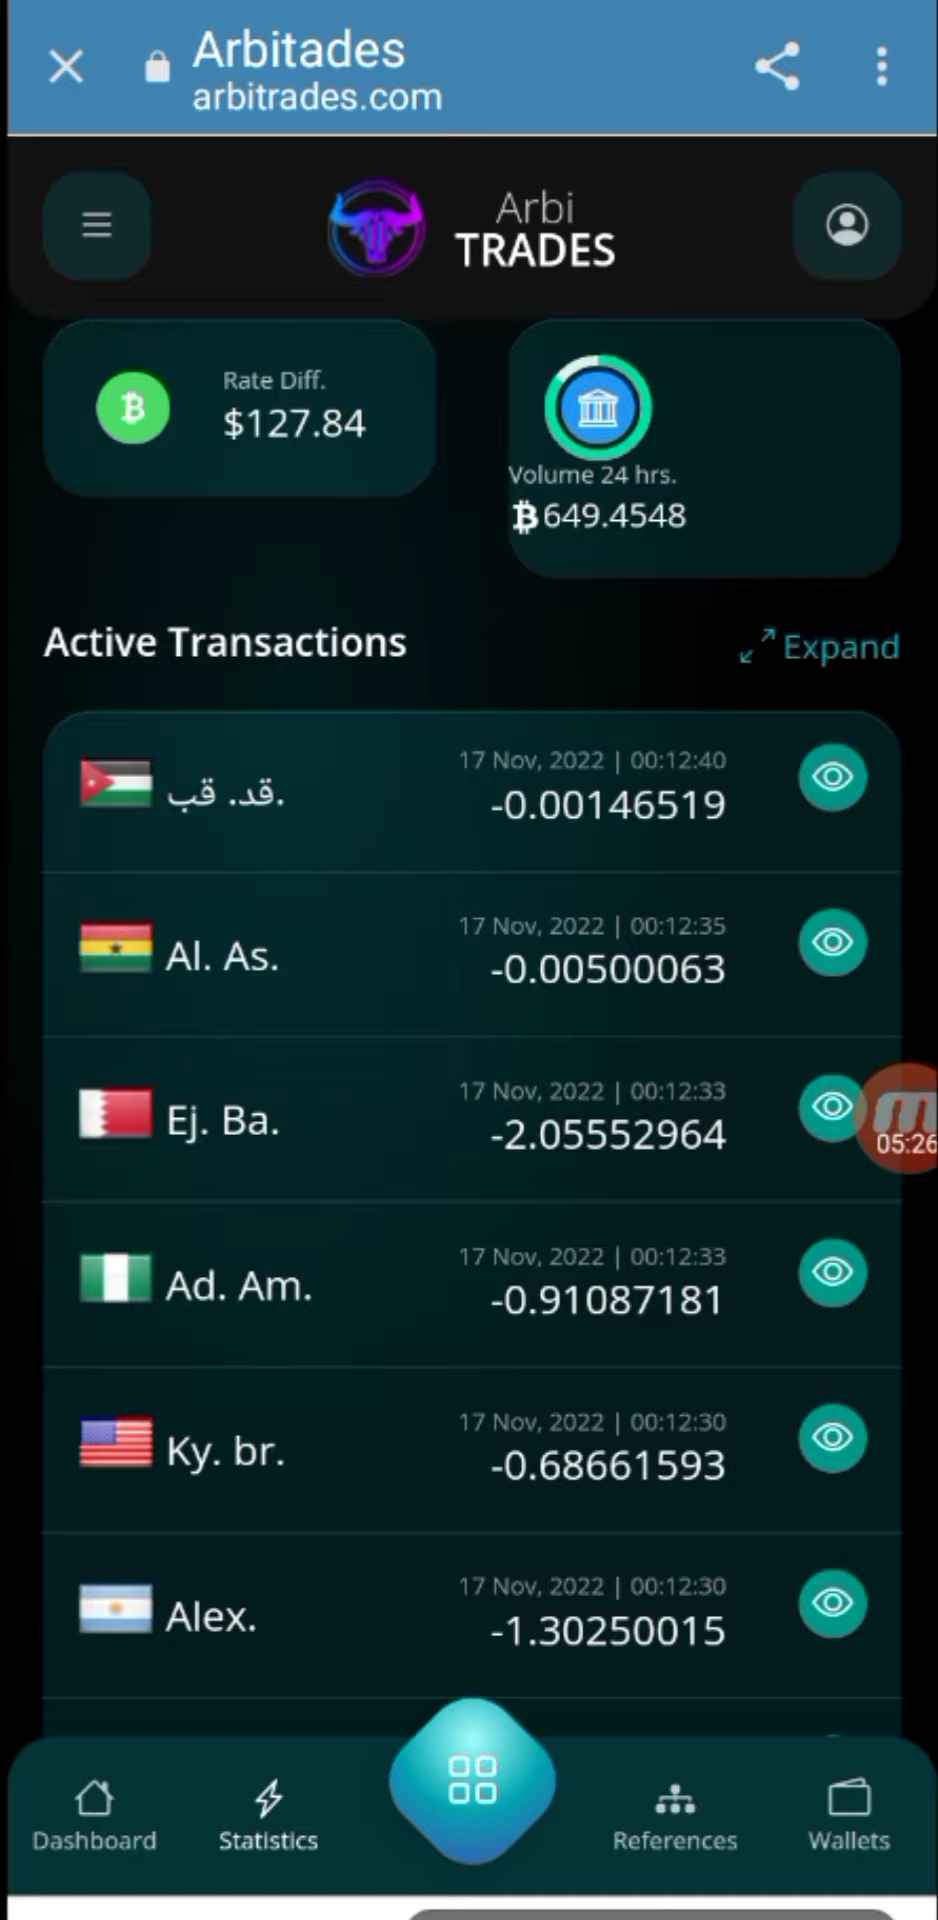 Arbitades
arbitrades.com
Arbi
TRADES
Rate Diff.
$127.84
Volume 24 hrs.
₿649.4548
Active Transactions
Expand
17 Nov, 2022 | 00:12:40
قد. قب.
-0.00146519
17 Nov, 2022 | 00:12:35
Al. As.
-0.00500063
17 Nov, 2022 | 00:12:33
Ej. Ba.
-2.05552964
05:26
17 Nov, 2022 | 00:12:33
Ad. Am.
-0.91087181
17 Nov, 2022 | 00:12:30
Ky. br.
-0.68661593
17 Nov, 2022 | 00:12:30
Alex.
-1.30250015
Dashboard
Statistics
References
Wallets